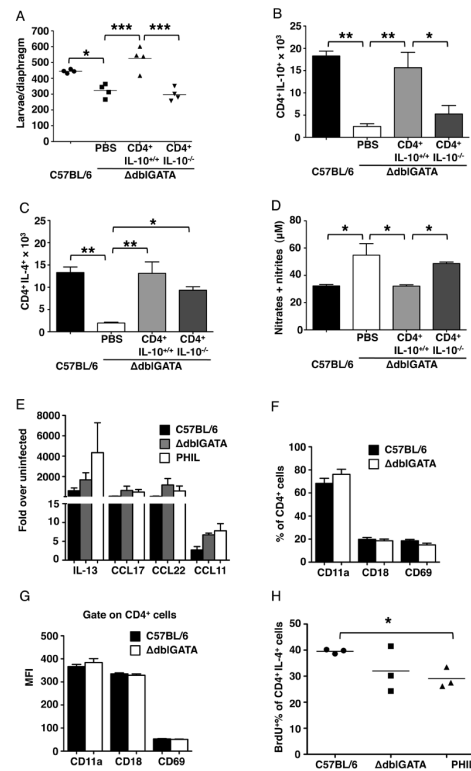 A
Larvae/diaphragm
700
600
500
400
300
200
100
0
* *** ***
PBS CD4⁺ CD4⁺
IL-10⁺/⁺ IL-10⁻/⁻
C57BL/6 ΔdblGATA
B
CD4⁺ IL-10⁺ × 10³
25
20
15
10
5
0
** ** *
PBS CD4⁺ CD4⁺
IL-10⁺/⁺ IL-10⁻/⁻
C57BL/6 ΔdblGATA
C
CD4⁺ IL-4⁺ × 10³
20
15
10
5
0
*
** **
PBS CD4⁺ CD4⁺
IL-10⁺/⁺ IL-10⁻/⁻
C57BL/6 ΔdblGATA
D
Nitrates + nitrites (μM)
80
60
40
20
0
* * *
PBS CD4⁺ CD4⁺
IL-10⁺/⁺ IL-10⁻/⁻
C57BL/6 ΔdblGATA
E
C57BL/6
ΔdblGATA
PHIL
Fold over uninfected
8000
6000
4000
2000
15
10
5
0
IL-13 CCL17 CCL22 CCL11
F
C57BL/6
ΔdblGATA
% of CD4⁺ cells
100
80
60
40
20
0
CD11a CD18 CD69
G
Gate on CD4⁺ cells
C57BL/6
ΔdblGATA
MFI
500
400
300
200
100
0
CD11a CD18 CD69
H
BrdU⁺% of CD4⁺ IL-4⁺ cells
50
40
30
20
10
0
*
C57BL/6 ΔdblGATA PHIL